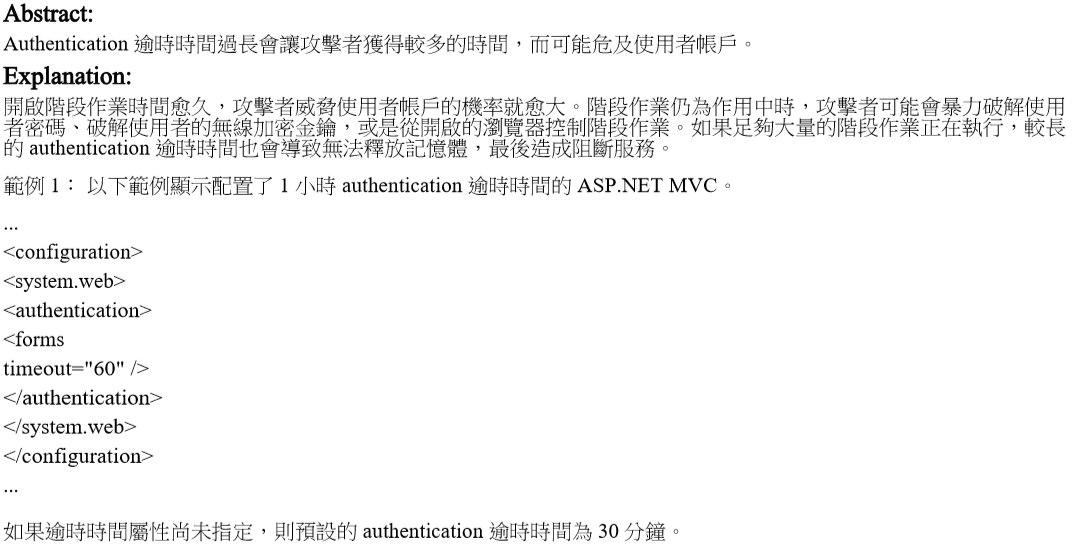 Abstract:
Authentication 逾時時間過長會讓攻擊者獲得較多的時間，而可能危及使用者帳戶。
Explanation:
開啟階段作業時間愈久，攻擊者威脅使用者帳戶的機率就愈大。階段作業仍為作用中時，攻擊者可能會暴力破解使用
者密碼、破解使用者的無線加密金鑰，或是從開啟的瀏覽器控制階段作業。如果足夠大量的階段作業正在執行，較長
的 authentication 逾時時間也會導致無法釋放記憶體，最後造成阻斷服務。
範例 1： 以下範例顯示配置了 1 小時 authentication 逾時時間的 ASP.NET MVC。
...
<configuration>
<system.web>
<authentication>
<forms
timeout="60" />
</authentication>
</system.web>
</configuration>
...
如果逾時時間屬性尚未指定，則預設的 authentication 逾時時間為 30 分鐘。